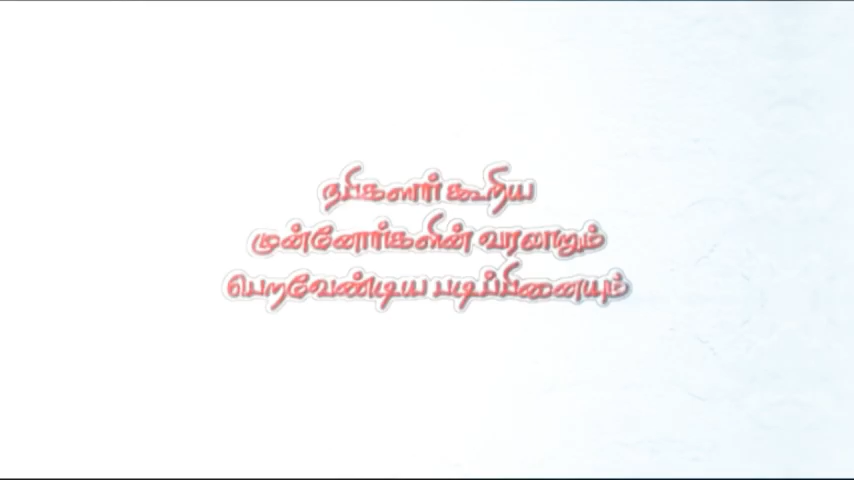 நபிகளார் கூறிய
முன்னோர்களின் வரலாறும்
பெறவேண்டிய படிப்பினையும்